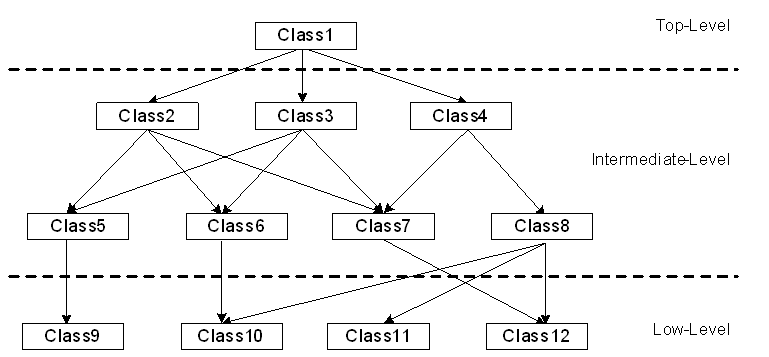 Top-Level
Class1
Class2
Class3
Class4
Intermediate-Level
Class5
Class6
Class7
Class8
Class9
Class10
Class11
Class12
Low-Level